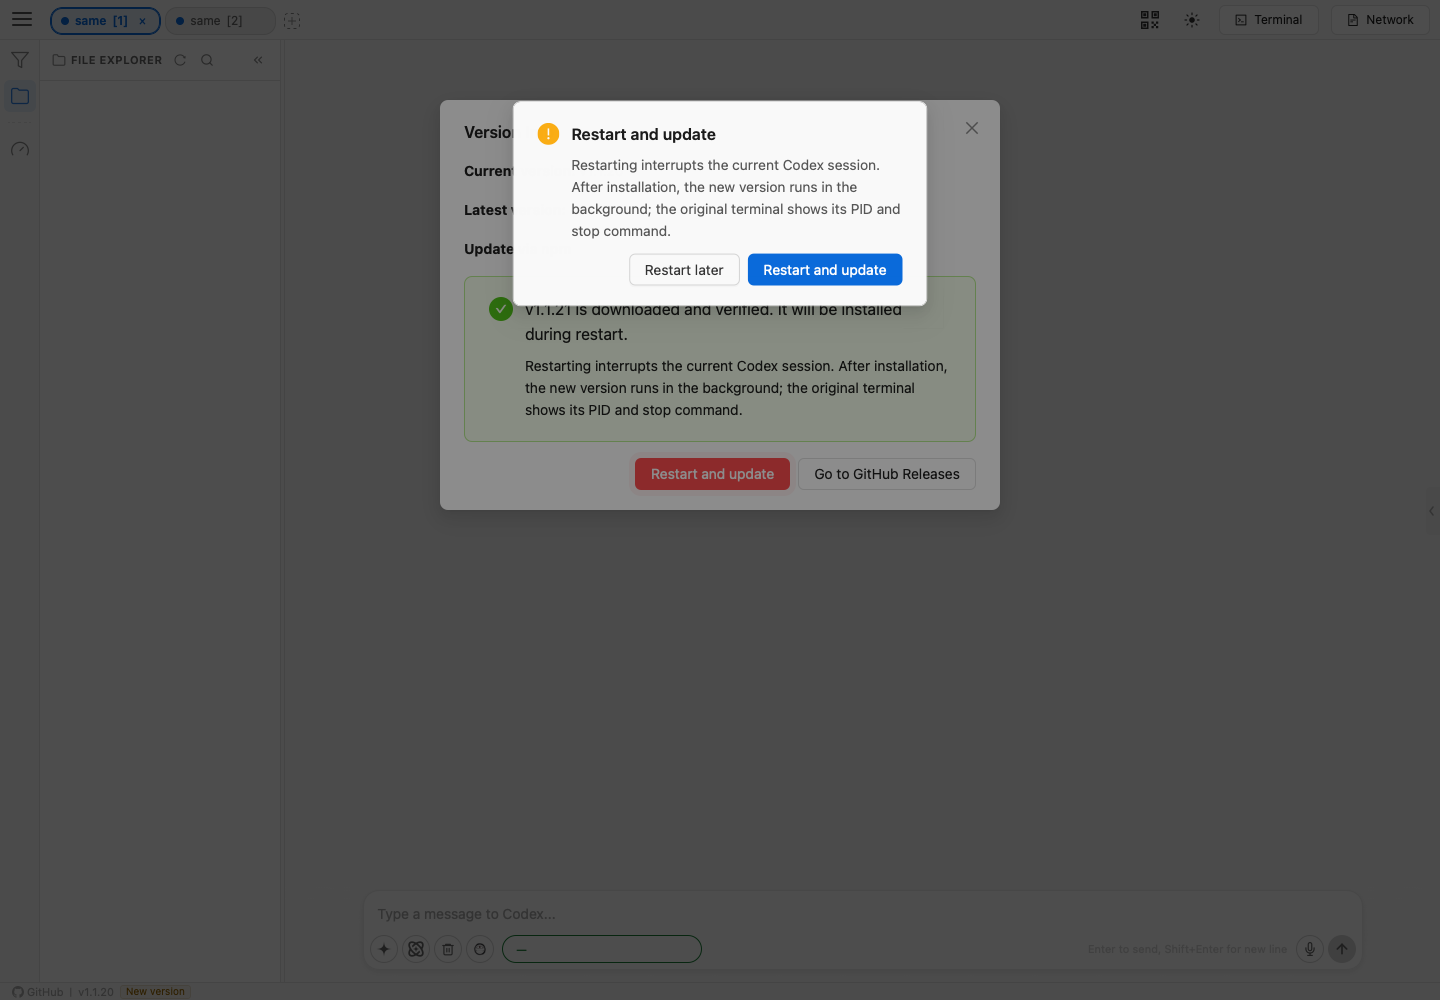 same [1] ×
same [2]
Terminal
Network
FILE EXPLORER
Restart and update
Restarting interrupts the current Codex session.
After installation, the new version runs in the
background; the original terminal shows its PID and
stop command.
Restart later
Restart and update
Current
Latest
Update
v1.1.21 is downloaded and verified. It will be installed
during restart.
Restarting interrupts the current Codex session. After installation,
the new version runs in the background; the original terminal
shows its PID and stop command.
Restart and update
Go to GitHub Releases
Type a message to Codex...
Enter to send, Shift+Enter for new line
GitHub | v1.1.20 New version